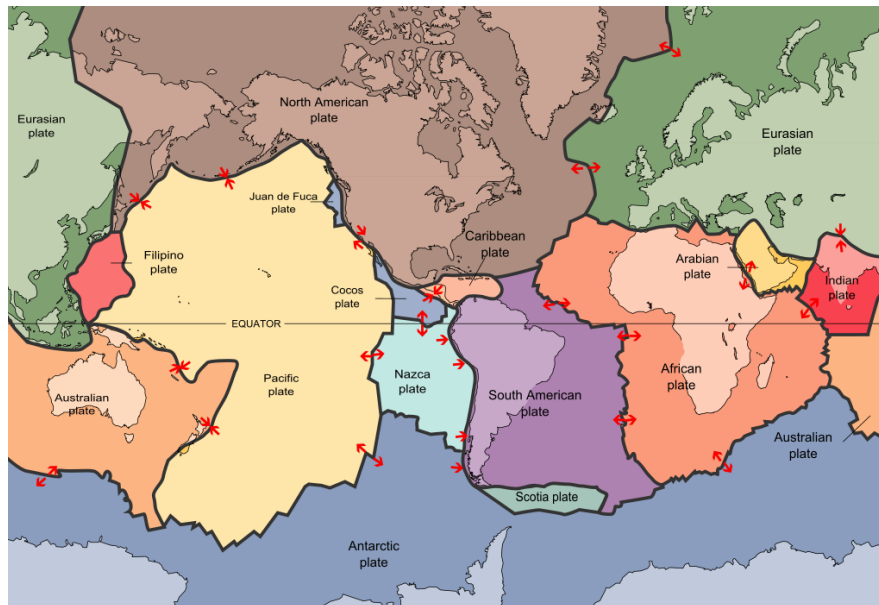 North American
plate
Eurasian
plate
Eurasian
plate
Juan de Fuca
plate
Caribbean
plate
Filipino
plate
Arabian
plate
Indian
plate
Cocos
plate
EQUATOR
Nazca
plate
Pacific
plate
South American
plate
African
plate
Australian
plate
Australian
plate
Scotia plate
Antarctic
plate